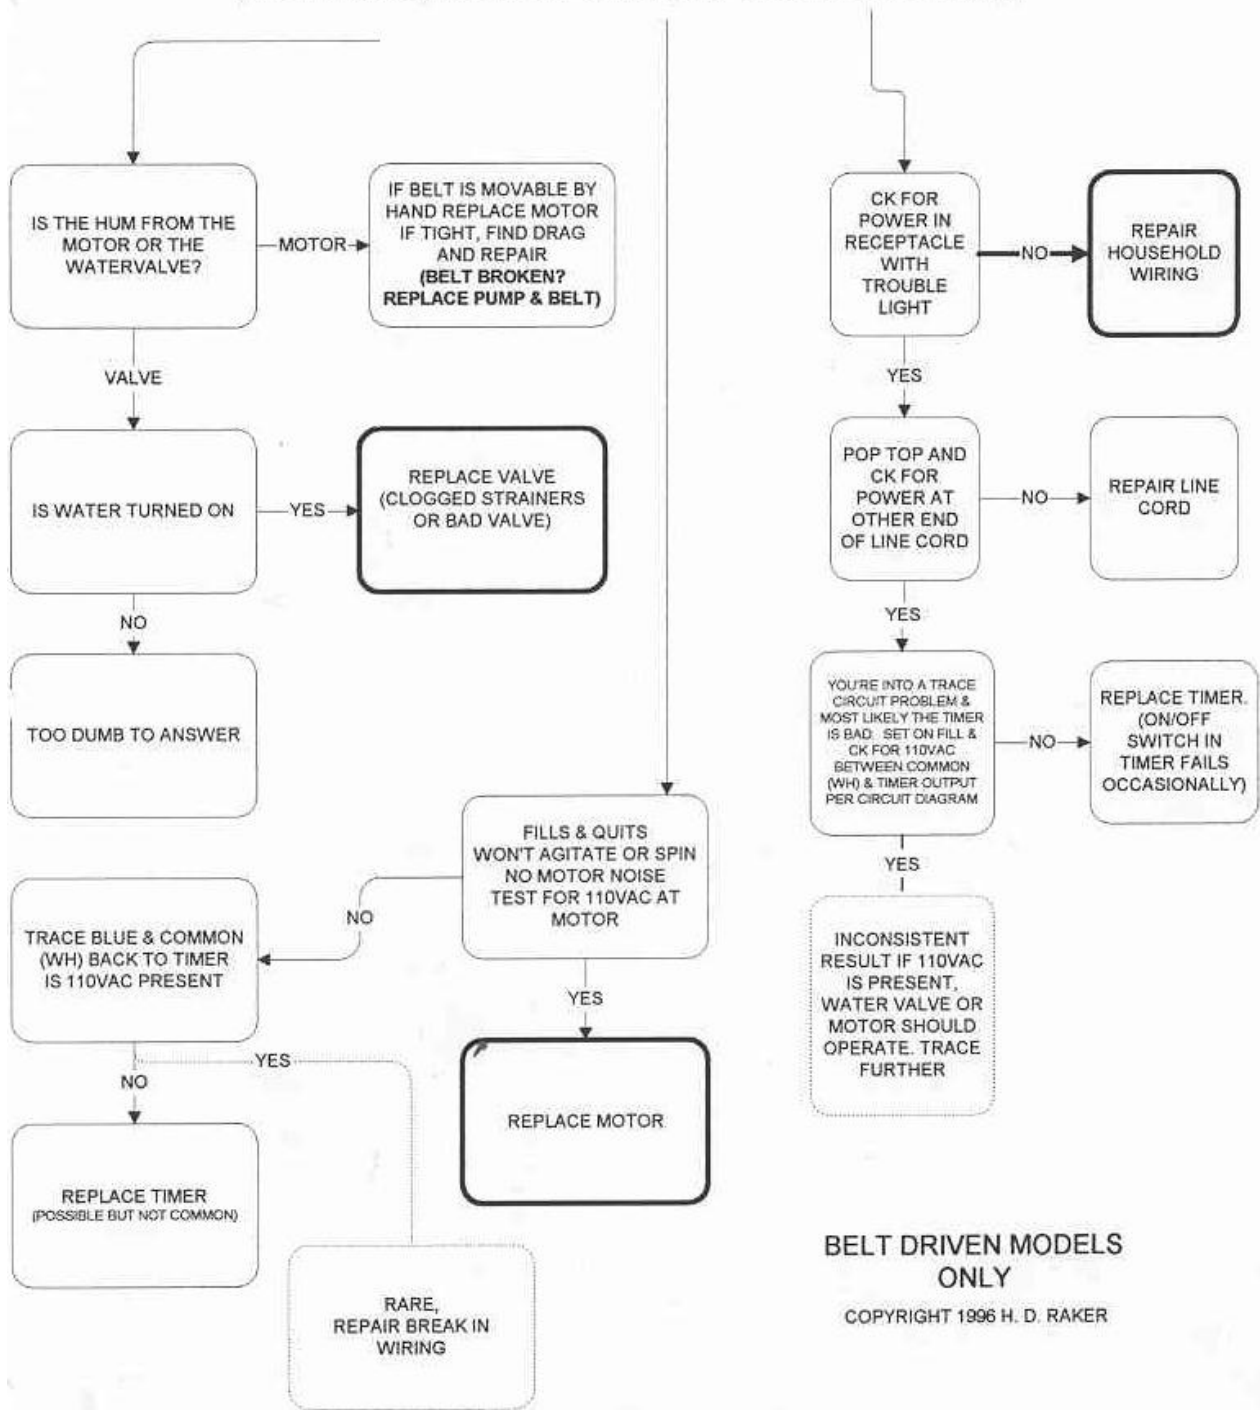 IS THE HUM FROM THE
MOTOR OR THE
WATERVALVE?
MOTOR
IF BELT IS MOVABLE BY
HAND REPLACE MOTOR
IF TIGHT, FIND DRAG
AND REPAIR
(BELT BROKEN?
REPLACE PUMP & BELT)
VALVE
IS WATER TURNED ON
YES
REPLACE VALVE
(CLOGGED STRAINERS
OR BAD VALVE)
NO
TOO DUMB TO ANSWER
FILLS & QUITS
WON'T AGITATE OR SPIN
NO MOTOR NOISE
TEST FOR 110VAC AT
MOTOR
NO
TRACE BLUE & COMMON
(WH) BACK TO TIMER
IS 110VAC PRESENT
YES
REPLACE MOTOR
YES
NO
REPLACE TIMER
(POSSIBLE BUT NOT COMMON)
RARE,
REPAIR BREAK IN
WIRING
CK FOR
POWER IN
RECEPTACLE
WITH
TROUBLE
LIGHT
NO
REPAIR
HOUSEHOLD
WIRING
YES
POP TOP AND
CK FOR
POWER AT
OTHER END
OF LINE CORD
NO
REPAIR LINE
CORD
YES
YOU'RE INTO A TRACE
CIRCUIT PROBLEM &
MOST LIKELY THE TIMER
IS BAD. SET ON FILL &
CK FOR 110VAC
BETWEEN COMMON
(WH) & TIMER OUTPUT
PER CIRCUIT DIAGRAM
NO
REPLACE TIMER.
(ON/OFF
SWITCH IN
TIMER FAILS
OCCASIONALLY)
YES
INCONSISTENT
RESULT IF 110VAC
IS PRESENT,
WATER VALVE OR
MOTOR SHOULD
OPERATE. TRACE
FURTHER
BELT DRIVEN MODELS
ONLY
COPYRIGHT 1996 H. D. RAKER